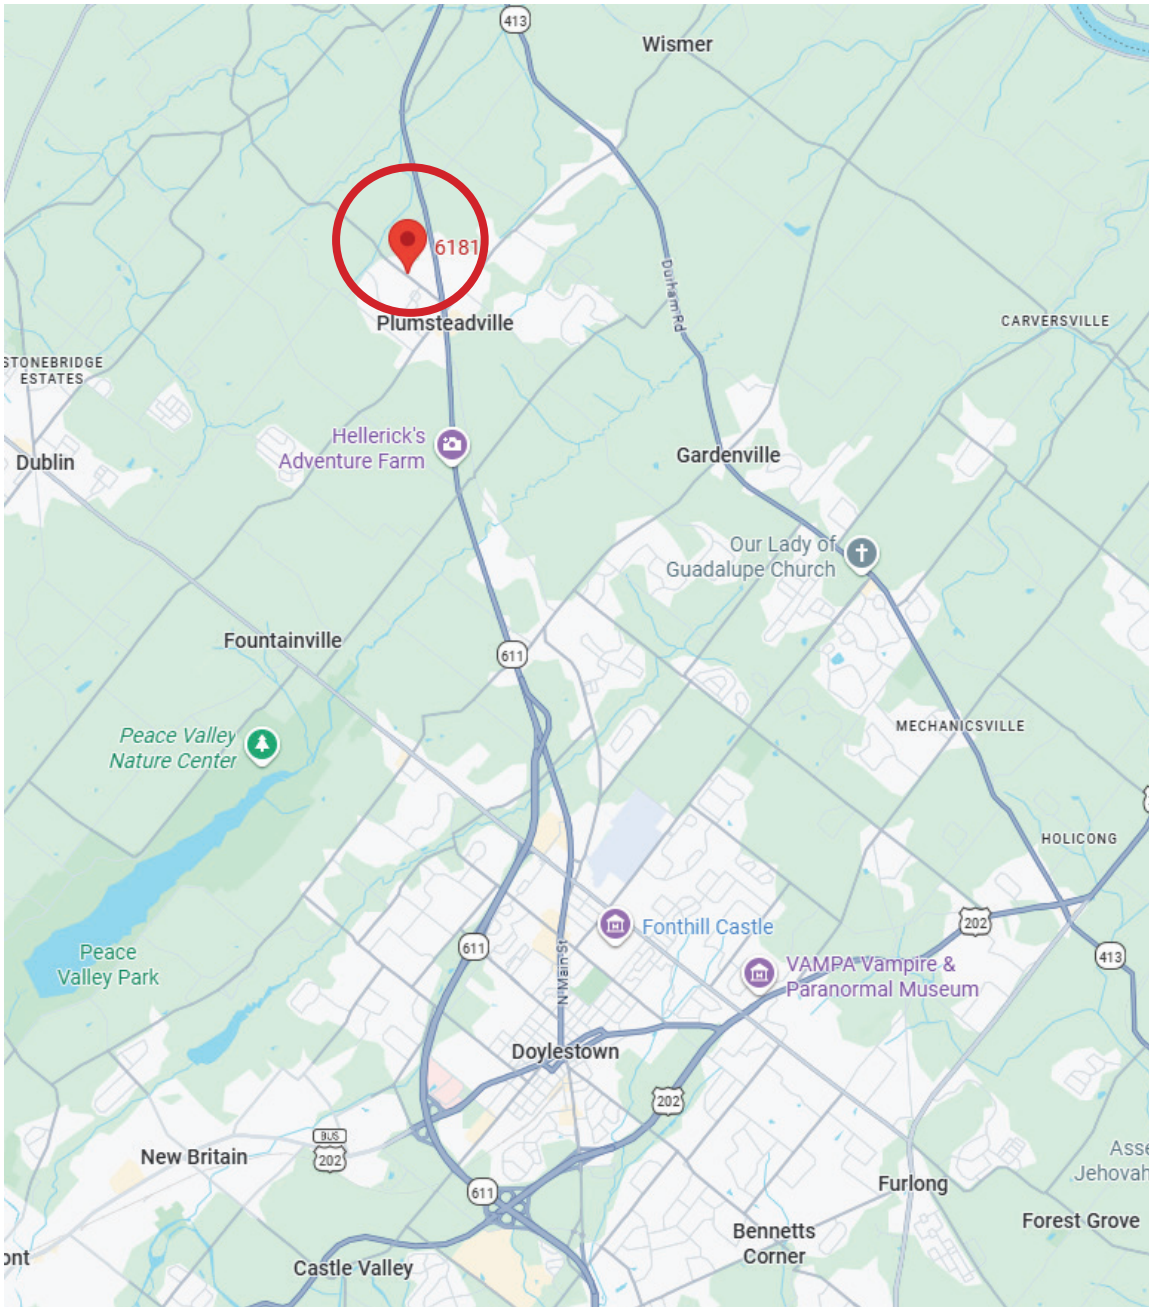 413
Wismer
6181
Plumsteadville
Durham Rd
CARVERSVILLE
STONEBRIDGE
ESTATES
Hellerick's
Adventure Farm
Dublin
Gardenville
Our Lady of
Guadalupe Church
Fountainville
611
Peace Valley
Nature Center
MECHANICSVILLE
HOLICONG
Fonthill Castle
202
611
N Main St
Peace
Valley Park
VAMPA Vampire &
Paranormal Museum
413
Doylestown
202
BUS
202
New Britain
Asse
Jehovah
611
Furlong
Forest Grove
Bennetts
Corner
ont
Castle Valley